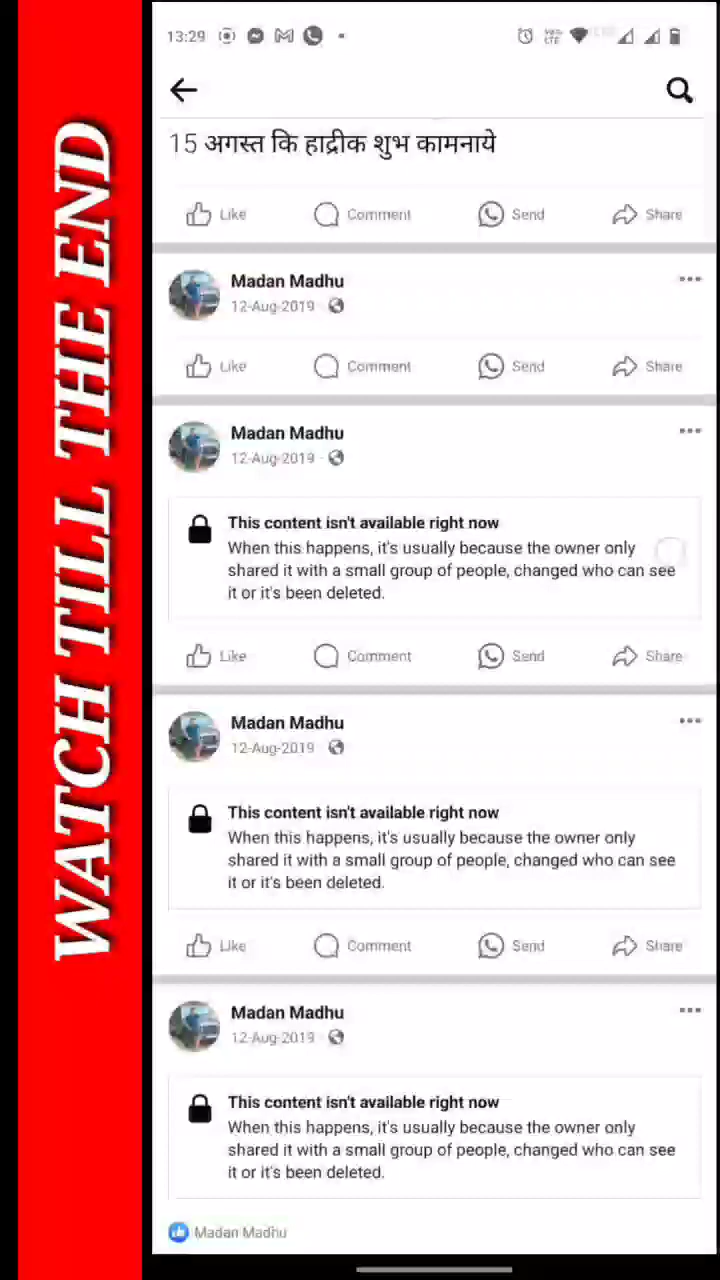 WATCH TILL THE END
13:29
15 अगस्त कि हाद्रीक शुभ कामनाये
Like Comment Send Share
Madan Madhu
12-Aug-2019
Like Comment Send Share
Madan Madhu
12-Aug-2019
This content isn't available right now
When this happens, it's usually because the owner only
shared it with a small group of people, changed who can see
it or it's been deleted.
Like Comment Send Share
Madan Madhu
12-Aug-2019
This content isn't available right now
When this happens, it's usually because the owner only
shared it with a small group of people, changed who can see
it or it's been deleted.
Like Comment Send Share
Madan Madhu
12-Aug-2019
This content isn't available right now
When this happens, it's usually because the owner only
shared it with a small group of people, changed who can see
it or it's been deleted.
Madan Madhu